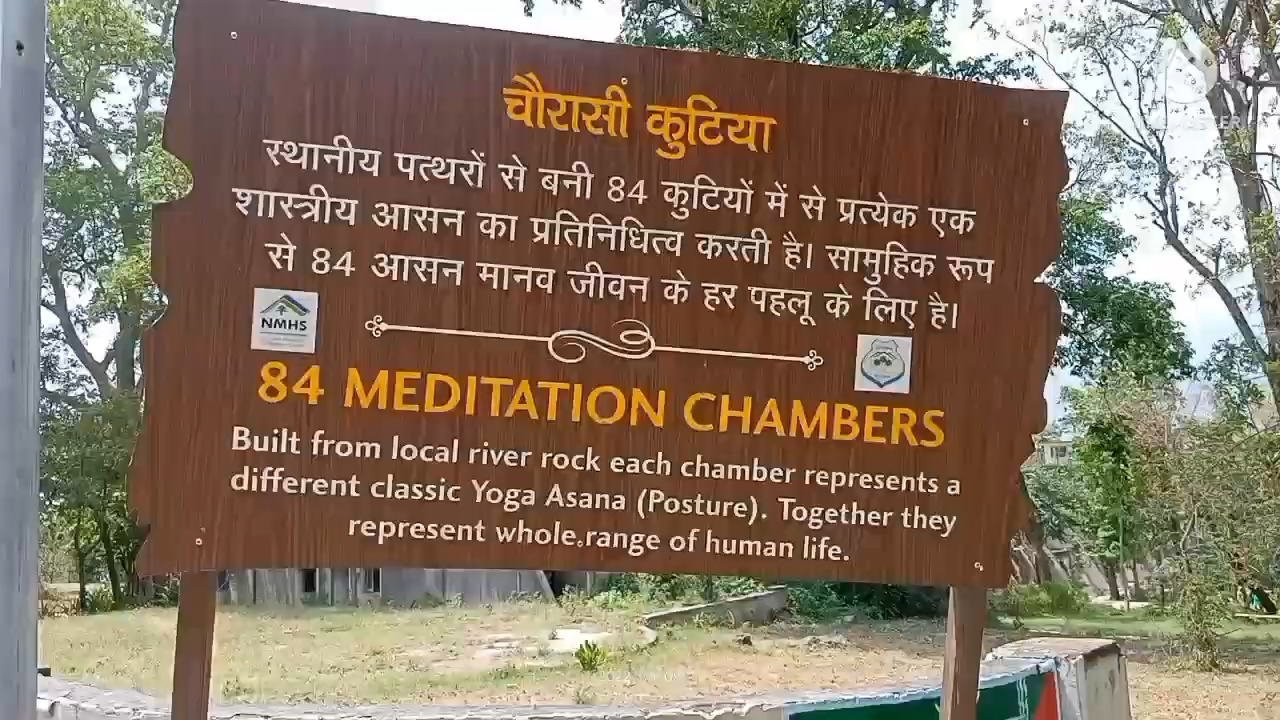 चौरासी कुटिया
स्थानीय पत्थरों से बनी 84 कुटियों में से प्रत्येक एक
शास्त्रीय आसन का प्रतिनिधित्व करती है। सामुहिक रूप
से 84 आसन मानव जीवन के हर पहलू के लिए है।
NMHS
84 MEDITATION CHAMBERS
Built from local river rock each chamber represents a
different classic Yoga Asana (Posture). Together they
represent whole range of human life.